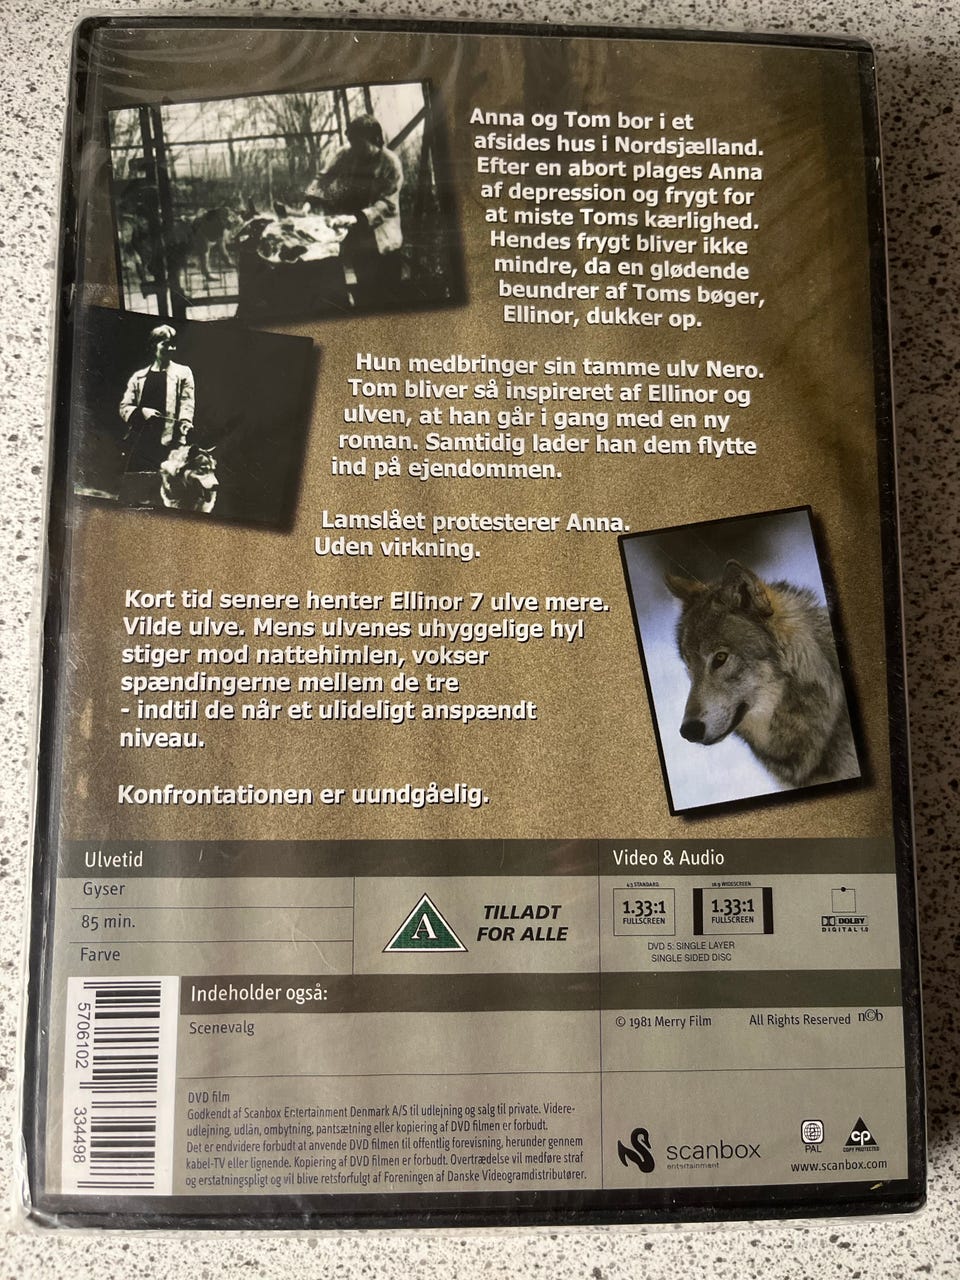 Anna og Tom bor i et
afsides hus i Nordsjælland.
Efter en abort plages Anna
af depression og frygt for
at miste Toms kærlighed.
Hendes frygt bliver ikke
mindre, da en glødende
beundrer af Toms bøger,
Ellinor, dukker op.
Hun medbringer sin tamme ulv Nero.
Tom bliver så inspireret af Ellinor og
ulven, at han går i gang med en ny
roman. Samtidig lader han dem flytte
ind på ejendommen.
Lamslået protesterer Anna.
Uden virkning.
Kort tid senere henter Ellinor 7 ulve mere.
Vilde ulve. Mens ulvenes uhyggelige hyl
stiger mod nattehimlen, vokser
spændingerne mellem de tre
- indtil de når et ulideligt anspændt
niveau.
Konfrontationen er uundgåelig.
Ulvetid
Gyser
85 min.
Farve
A
TILLADT
FOR ALLE
Video & Audio
4:3 STANDARD
1.33:1
FULLSCREEN
16:9 WIDESCREEN
1.33:1
FULLSCREEN
DVD 5: SINGLE LAYER
SINGLE SIDED DISC
DOLBY
DIGITAL 1.0
5706102 334498
Indeholder også:
Scenevalg
© 1981 Merry Film All Rights Reserved n©b
DVD film
Godkendt af Scanbox Entertainment Denmark A/S til udlejning og salg til private. Videre-
udlejning, udlån, ombytning, pantsætning eller kopiering af DVD filmen er forbudt.
Det er endvidere forbudt at anvende DVD filmen til offentlig forevisning, herunder gennem
kabel-TV eller lignende. Kopiering af DVD filmen er forbudt. Overtrædelse vil medføre straf
og erstatningspligt og vil blive retsforfulgt af Foreningen af Danske Videogramdistributører.
scanbox
entertainment
PAL
CP
COPY PROTECTED
www.scanbox.com